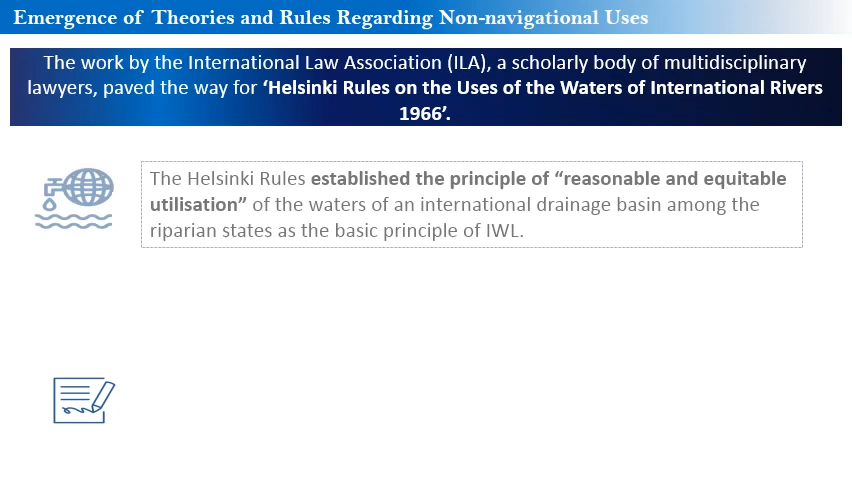 Emergence of Theories and Rules Regarding Non-navigational Uses
The work by the International Law Association (ILA), a scholarly body of multidisciplinary
lawyers, paved the way for ‘Helsinki Rules on the Uses of the Waters of International Rivers
1966’.
The Helsinki Rules established the principle of “reasonable and equitable
utilisation” of the waters of an international drainage basin among the
riparian states as the basic principle of IWL.